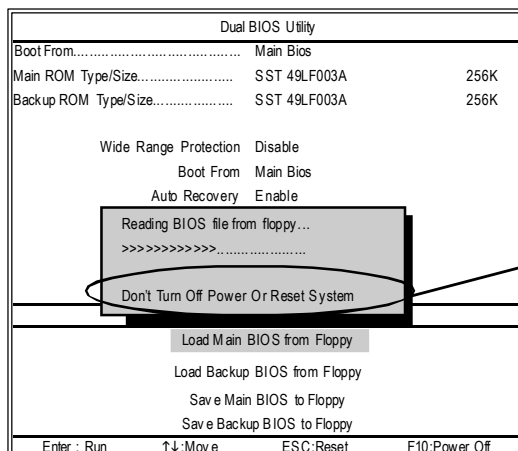 Dual BIOS Utility
Boot From........................................ Main Bios
Main ROM Type/Size....................... SST 49LF003A 256K
Backup ROM Type/Size................... SST 49LF003A 256K
Wide Range Protection Disable
Boot From Main Bios
Auto Recovery Enable
Reading BIOS file from floppy...
>>>>>>>>>>>>.....................
Don't Turn Off Power Or Reset System
Load Main BIOS from Floppy
Load Backup BIOS from Floppy
Save Main BIOS to Floppy
Save Backup BIOS to Floppy
Enter : Run ↑↓:Move ESC:Reset F10:Power Off